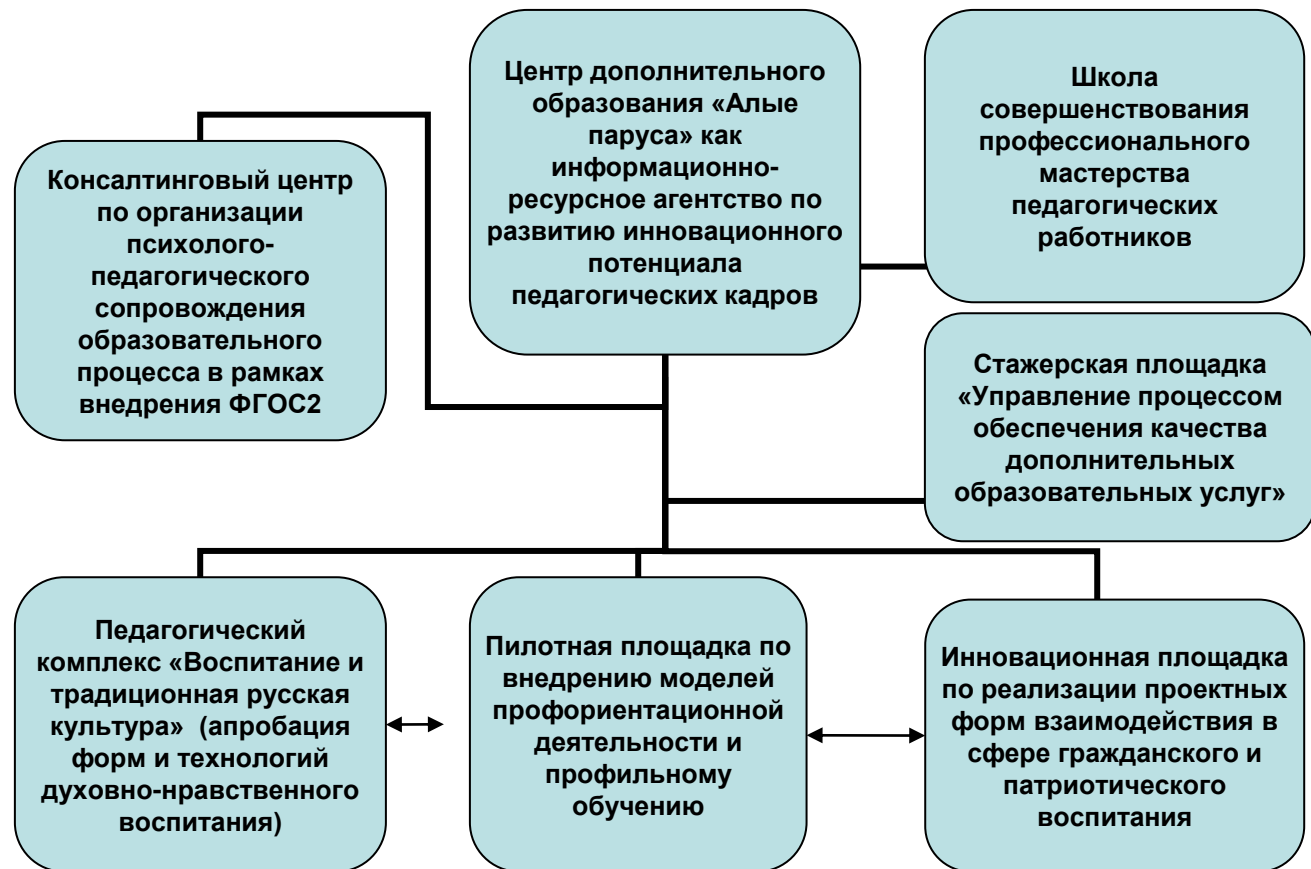 Центр дополнительного
образования «Алые
паруса» как
информационно-
ресурсное агентство по
развитию инновационного
потенциала
педагогических кадров
Школа
совершенствования
профессионального
мастерства
педагогических
работников
Консалтинговый центр
по организации
психолого-
педагогического
сопровождения
образовательного
процесса в рамках
внедрения ФГОС2
Стажерская площадка
«Управление процессом
обеспечения качества
дополнительных
образовательных услуг»
Педагогический
комплекс «Воспитание и
традиционная русская
культура» (апробация
форм и технологий
духовно-нравственного
воспитания)
Пилотная площадка по
внедрению моделей
профориентационной
деятельности и
профильному
обучению
Инновационная площадка
по реализации проектных
форм взаимодействия в
сфере гражданского и
патриотического
воспитания